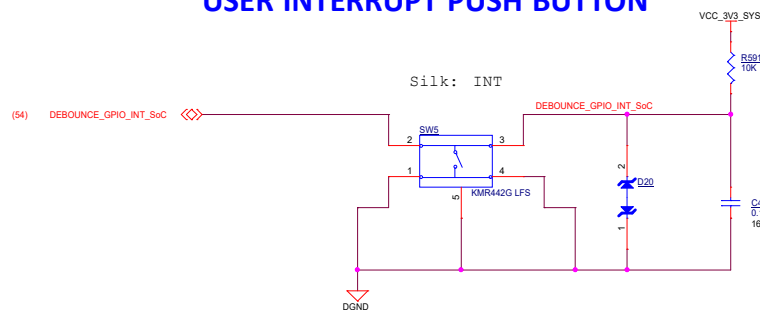 USER INTERRUPT PUSH BUTTON
VCC_3V3_SYS
R591
10K
Silk: INT
(54) DEBOUNCE_GPIO_INT_SoC
DEBOUNCE_GPIO_INT_SoC
SW5
2
3
1
4
5
KMR442G LFS
2
D20
1
DGND